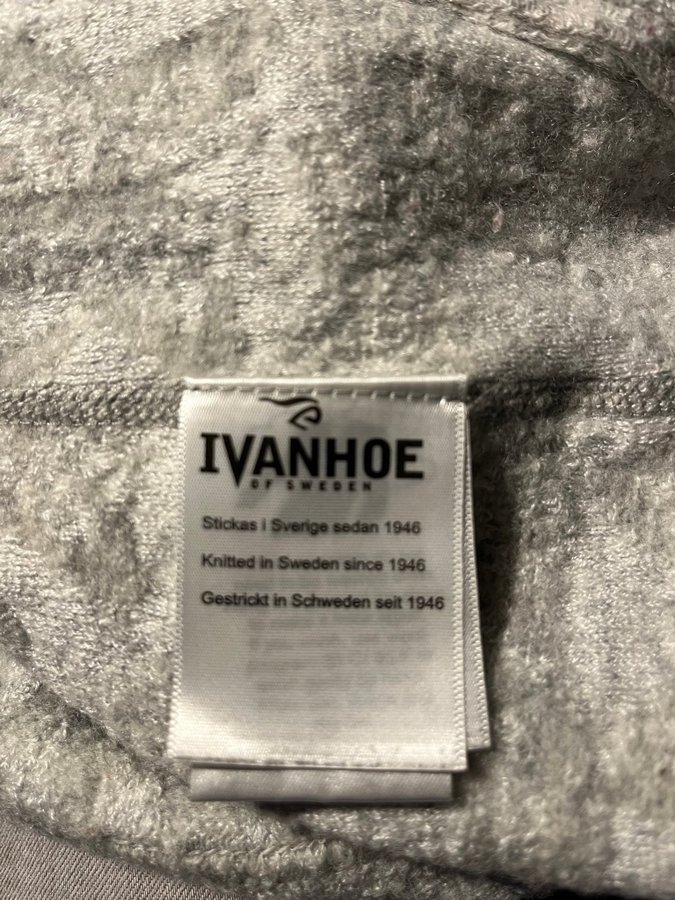 IVANHOE
OF SWEDEN
Stickas i Sverige sedan 1946
Knitted in Sweden since 1946
Gestrickt in Schweden seit 1946